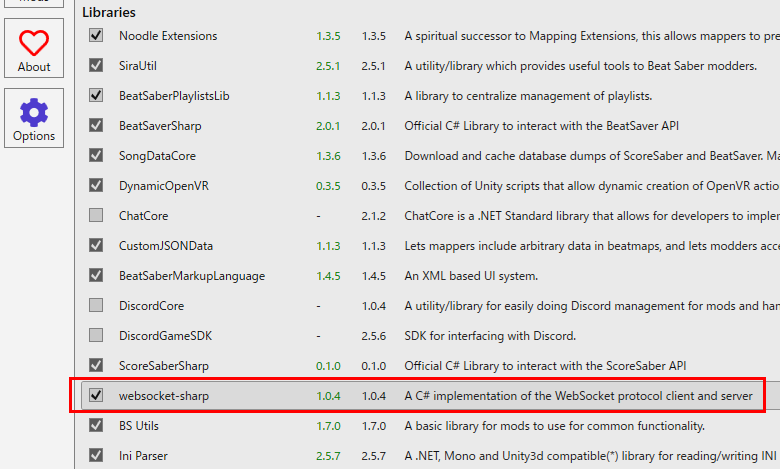 Libraries
About
Options
Noodle Extensions 1.3.5 1.3.5 A spiritual successor to Mapping Extensions, this allows mappers to pre
SiraUtil 2.5.1 2.5.1 A utility/library which provides useful tools to Beat Saber modders.
BeatSaberPlaylistsLib 1.1.3 1.1.3 A library to centralize management of playlists.
BeatSaverSharp 2.0.1 2.0.1 Official C# Library to interact with the BeatSaver API
SongDataCore 1.3.6 1.3.6 Download and cache database dumps of ScoreSaber and BeatSaver. Ma
DynamicOpenVR 0.3.5 0.3.5 Collection of Unity scripts that allow dynamic creation of OpenVR actio
ChatCore - 2.1.2 ChatCore is a .NET Standard library that allows for developers to implem
CustomJSONData 1.1.3 1.1.3 Lets mappers include arbitrary data in beatmaps, and lets modders acce
BeatSaberMarkupLanguage 1.4.5 1.4.5 An XML based UI system.
DiscordCore - 1.0.4 A utility/library for easily doing Discord management for mods and han
DiscordGameSDK - 2.5.6 SDK for interfacing with Discord.
ScoreSaberSharp 0.1.0 0.1.0 Official C# Library to interact with the ScoreSaber API
websocket-sharp 1.0.4 1.0.4 A C# implementation of the WebSocket protocol client and server
BS Utils 1.7.0 1.7.0 A basic library for mods to use for common functionality.
Ini Parser 2.5.7 2.5.7 A .NET, Mono and Unity3d compatible(*) library for reading/writing INI